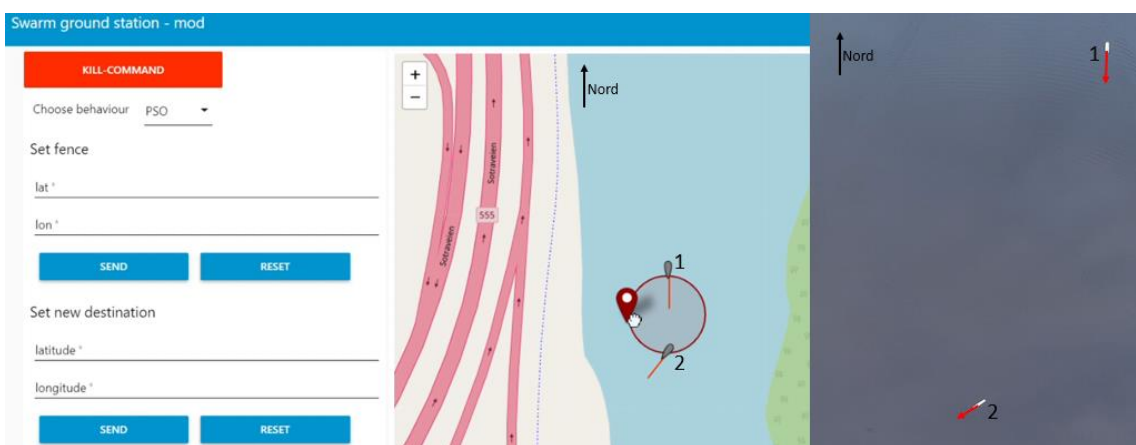 Swarm ground station - mod
KILL-COMMAND
Choose behaviour PSO
Set fence
lat *
lon *
SEND RESET
Set new destination
latitude *
longitude *
SEND RESET
+
−
Nord
Sotraveien
555
Sotraveien
1
2
Nord
1
2